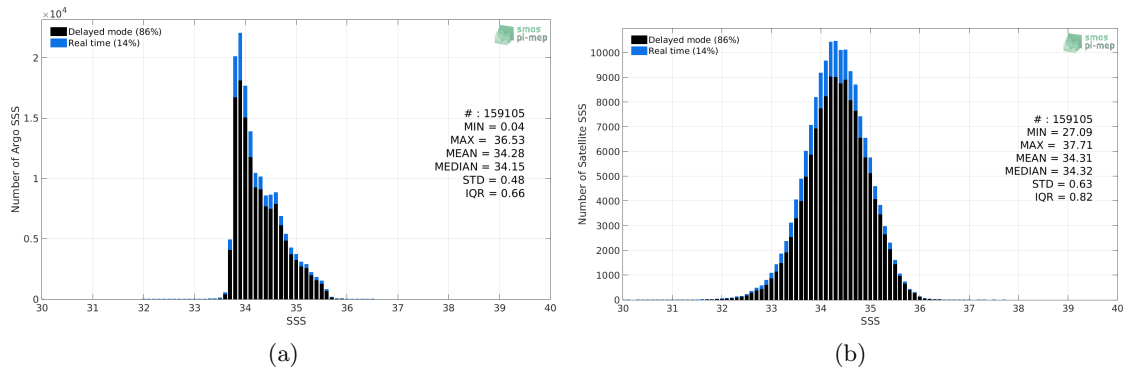 ×10⁴
Delayed mode (86%)
Real time (14%)
smos
pi-mep
2
1.5
1
0.5
0
Number of Argo SSS
# : 159105
MIN = 0.04
MAX = 36.53
MEAN = 34.28
MEDIAN = 34.15
STD = 0.48
IQR = 0.66
30 31 32 33 34 35 36 37 38 39 40
SSS
(a)
Delayed mode (86%)
Real time (14%)
smos
pi-mep
10000
9000
8000
7000
6000
5000
4000
3000
2000
1000
0
Number of Satellite SSS
# : 159105
MIN = 27.09
MAX = 37.71
MEAN = 34.31
MEDIAN = 34.32
STD = 0.63
IQR = 0.82
30 31 32 33 34 35 36 37 38 39 40
SSS
(b)